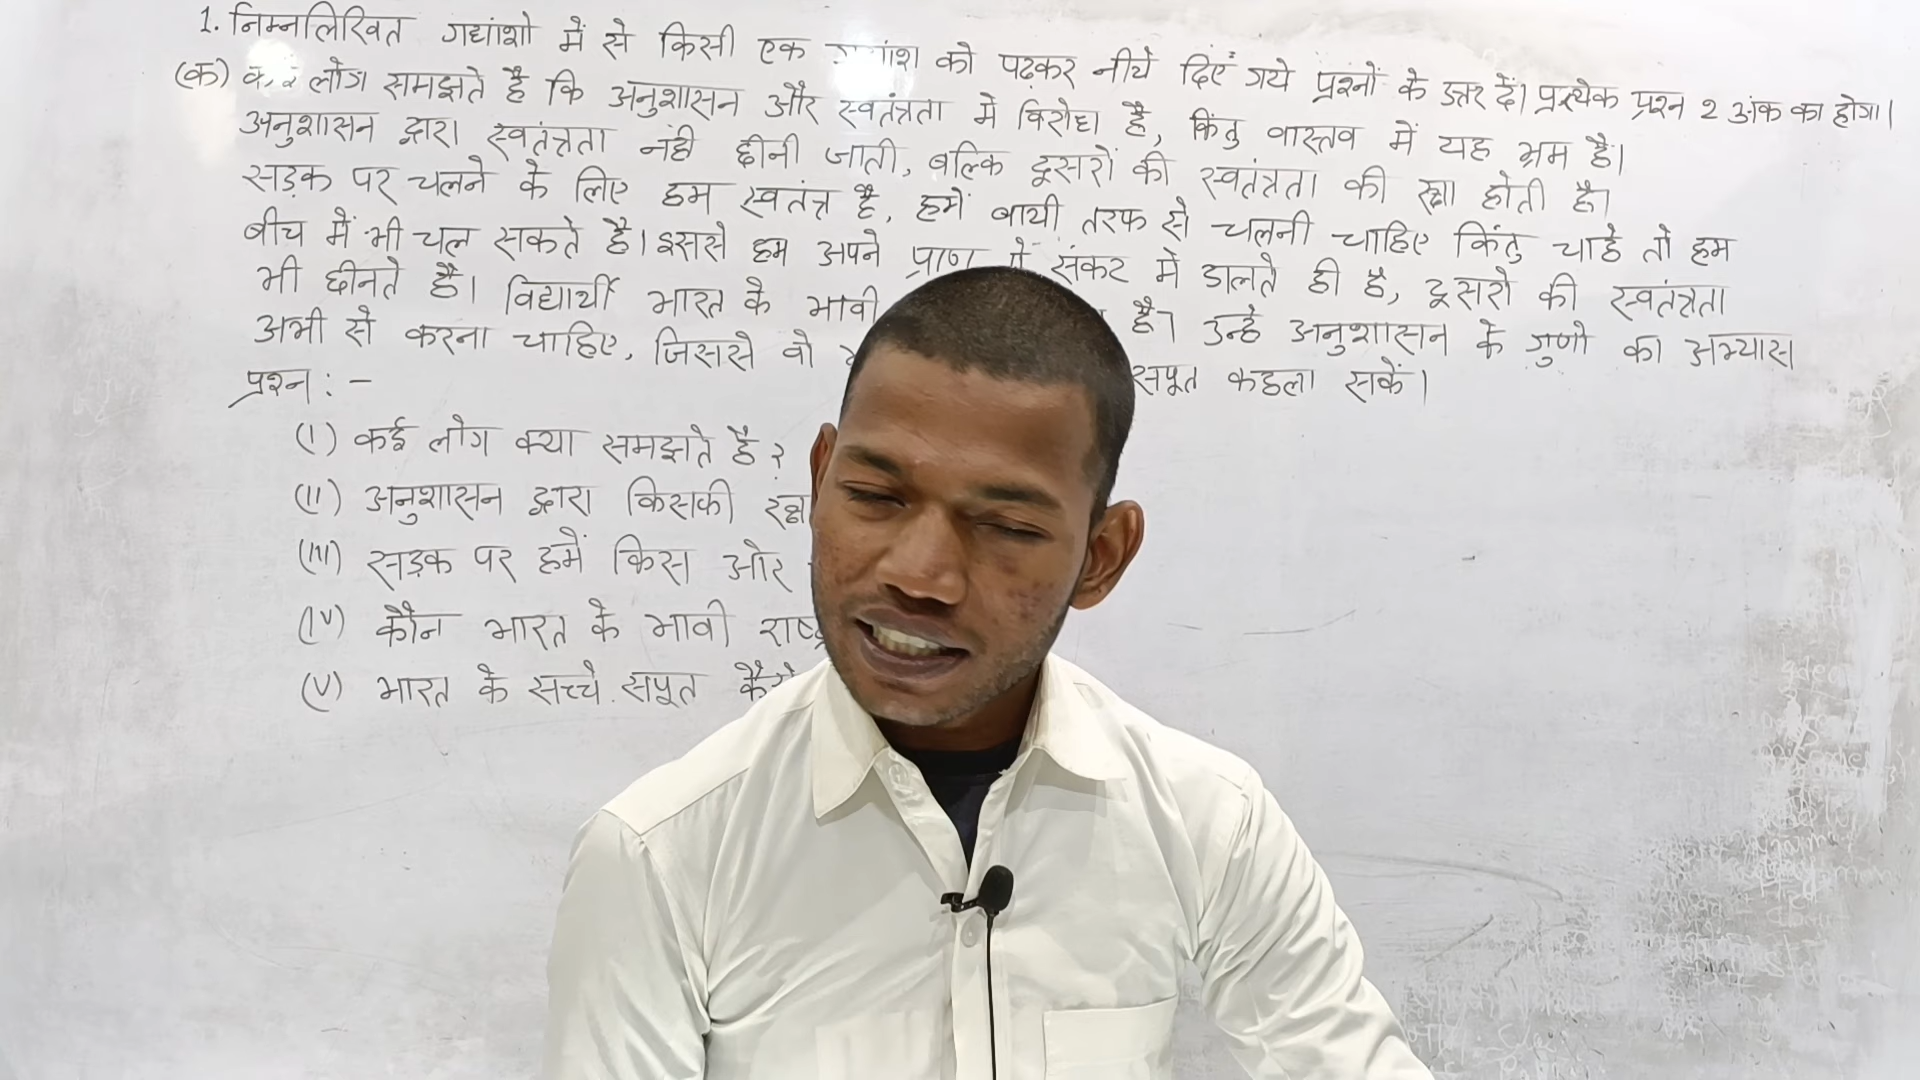 1. निम्नलिखित गद्यांशो में से किसी एक को पढ़कर नीचे दिए गये प्रश्नों के उत्तर दें। प्रत्येक प्रश्न 2 अंक का होगा।
(क) लोग समझते है कि अनुशासन और स्वतंत्रता मे विरोध है, किंतु वास्तव में यह भ्रम है।
अनुशासन द्वारा स्वतंत्रता नही छीनी जाती, बल्कि दूसरों की स्वतंत्रता की रक्षा होती है।
सड़क पर चलने के लिए हम स्वतंत्र है, हमें बायी तरफ से चलनी चाहिए किंतु चाहे तो हम
बीच में भी चल सकते है। इससे हम अपने प्राण संकट मे डालते ही है, दूसरो की स्वतंत्रता
भी छीनते है। विद्यार्थी भारत के भावी है। उन्हे अनुशासन के गुणो का अभ्यास
अभी से करना चाहिए, जिससे वो सपूत कहला सकें।
प्रश्न : -
(I) कई लोग क्या समझते है?
(II) अनुशासन द्वारा किसकी
(III) सड़क पर हमें किस ओर
(IV) कौन भारत के भावी
(V) भारत के सच्चे सपूत